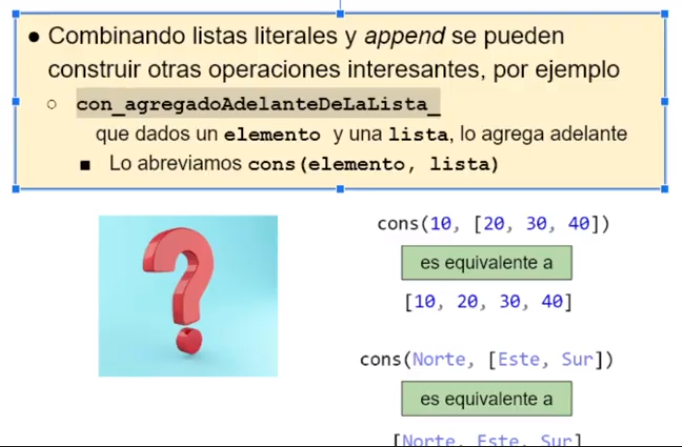 ● Combinando listas literales y append se pueden
construir otras operaciones interesantes, por ejemplo
○ con_agregadoAdelanteDeLaLista_
que dados un elemento y una lista, lo agrega adelante
■ Lo abreviamos cons(elemento, lista)
cons(10, [20, 30, 40])
es equivalente a
[10, 20, 30, 40]
cons(Norte, [Este, Sur])
es equivalente a
[Norte, Este, Sur]